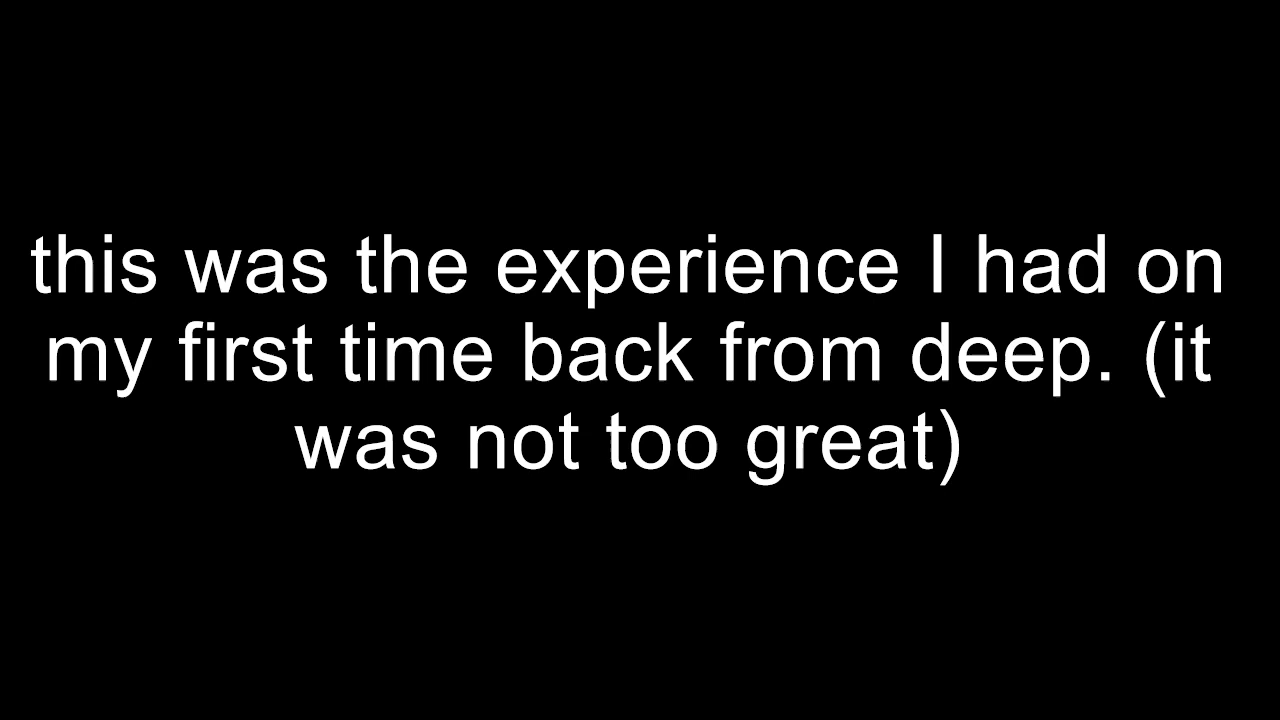 this was the experience I had on
my first time back from deep. (it
was not too great)